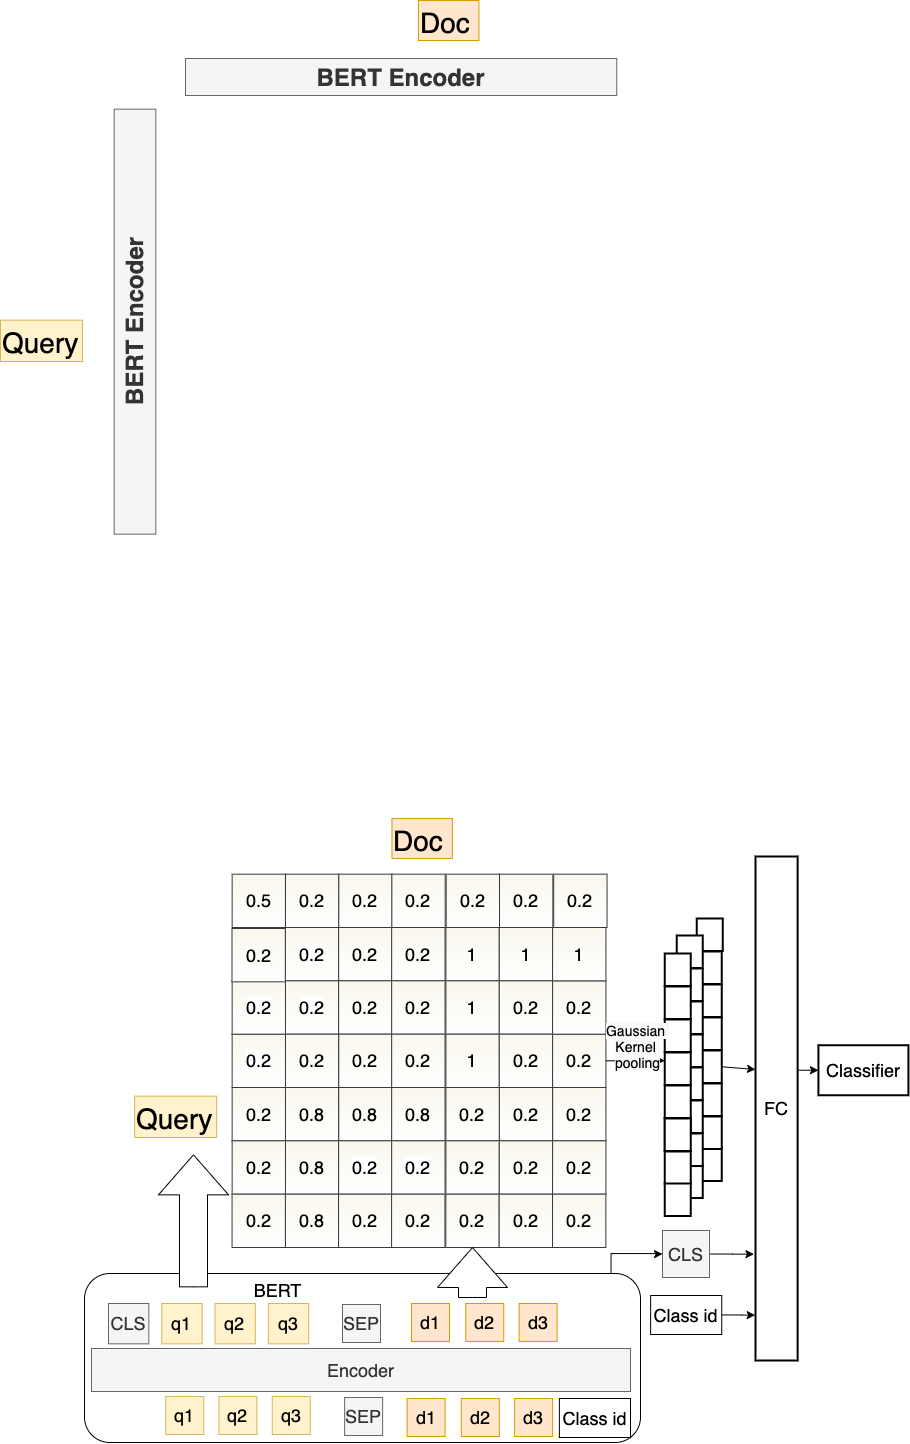 Doc
BERT Encoder
BERT Encoder
Query
Doc
0.5 0.2 0.2 0.2 0.2 0.2 0.2
0.2 0.2 0.2 0.2 1 1 1
0.2 0.2 0.2 0.2 1 0.2 0.2
0.2 0.2 0.2 0.2 1 0.2 0.2
0.2 0.8 0.8 0.8 0.2 0.2 0.2
0.2 0.8 0.2 0.2 0.2 0.2 0.2
0.2 0.8 0.2 0.2 0.2 0.2 0.2
Gaussian
Kernel
pooling
FC
Classifier
Query
CLS
Class id
BERT
CLS q1 q2 q3 SEP d1 d2 d3
Encoder
q1 q2 q3 SEP d1 d2 d3 Class id